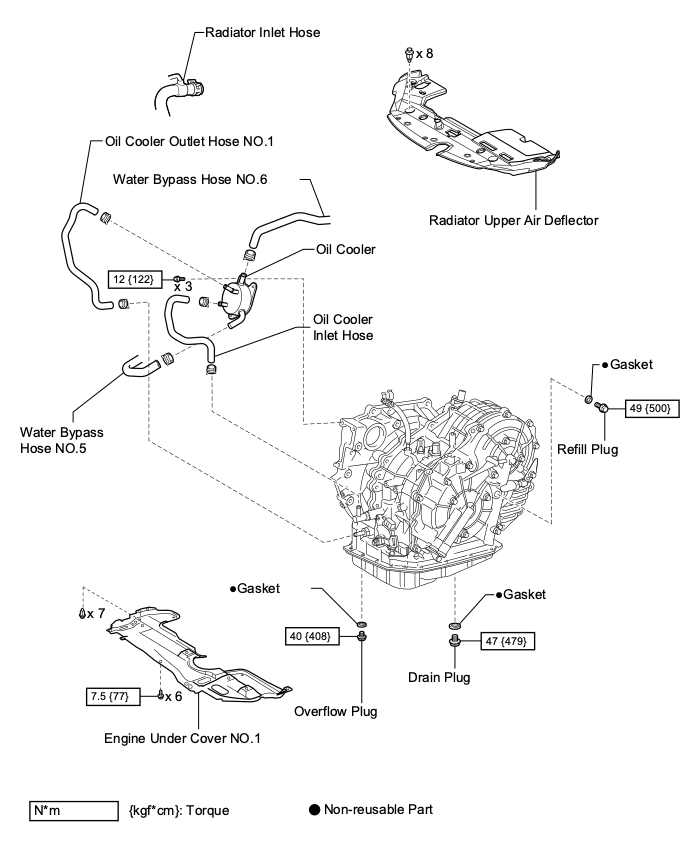 Radiator Inlet Hose
x 8
Oil Cooler Outlet Hose NO.1
Water Bypass Hose NO.6
Radiator Upper Air Deflector
Oil Cooler
12 {122}
x 3
Oil Cooler
Inlet Hose
●Gasket
49 {500}
Water Bypass
Hose NO.5
Refill Plug
●Gasket
●Gasket
x 7
40 {408}
47 {479}
Drain Plug
7.5 {77}
x 6
Overflow Plug
Engine Under Cover NO.1
N*m
{kgf*cm}: Torque
● Non-reusable Part